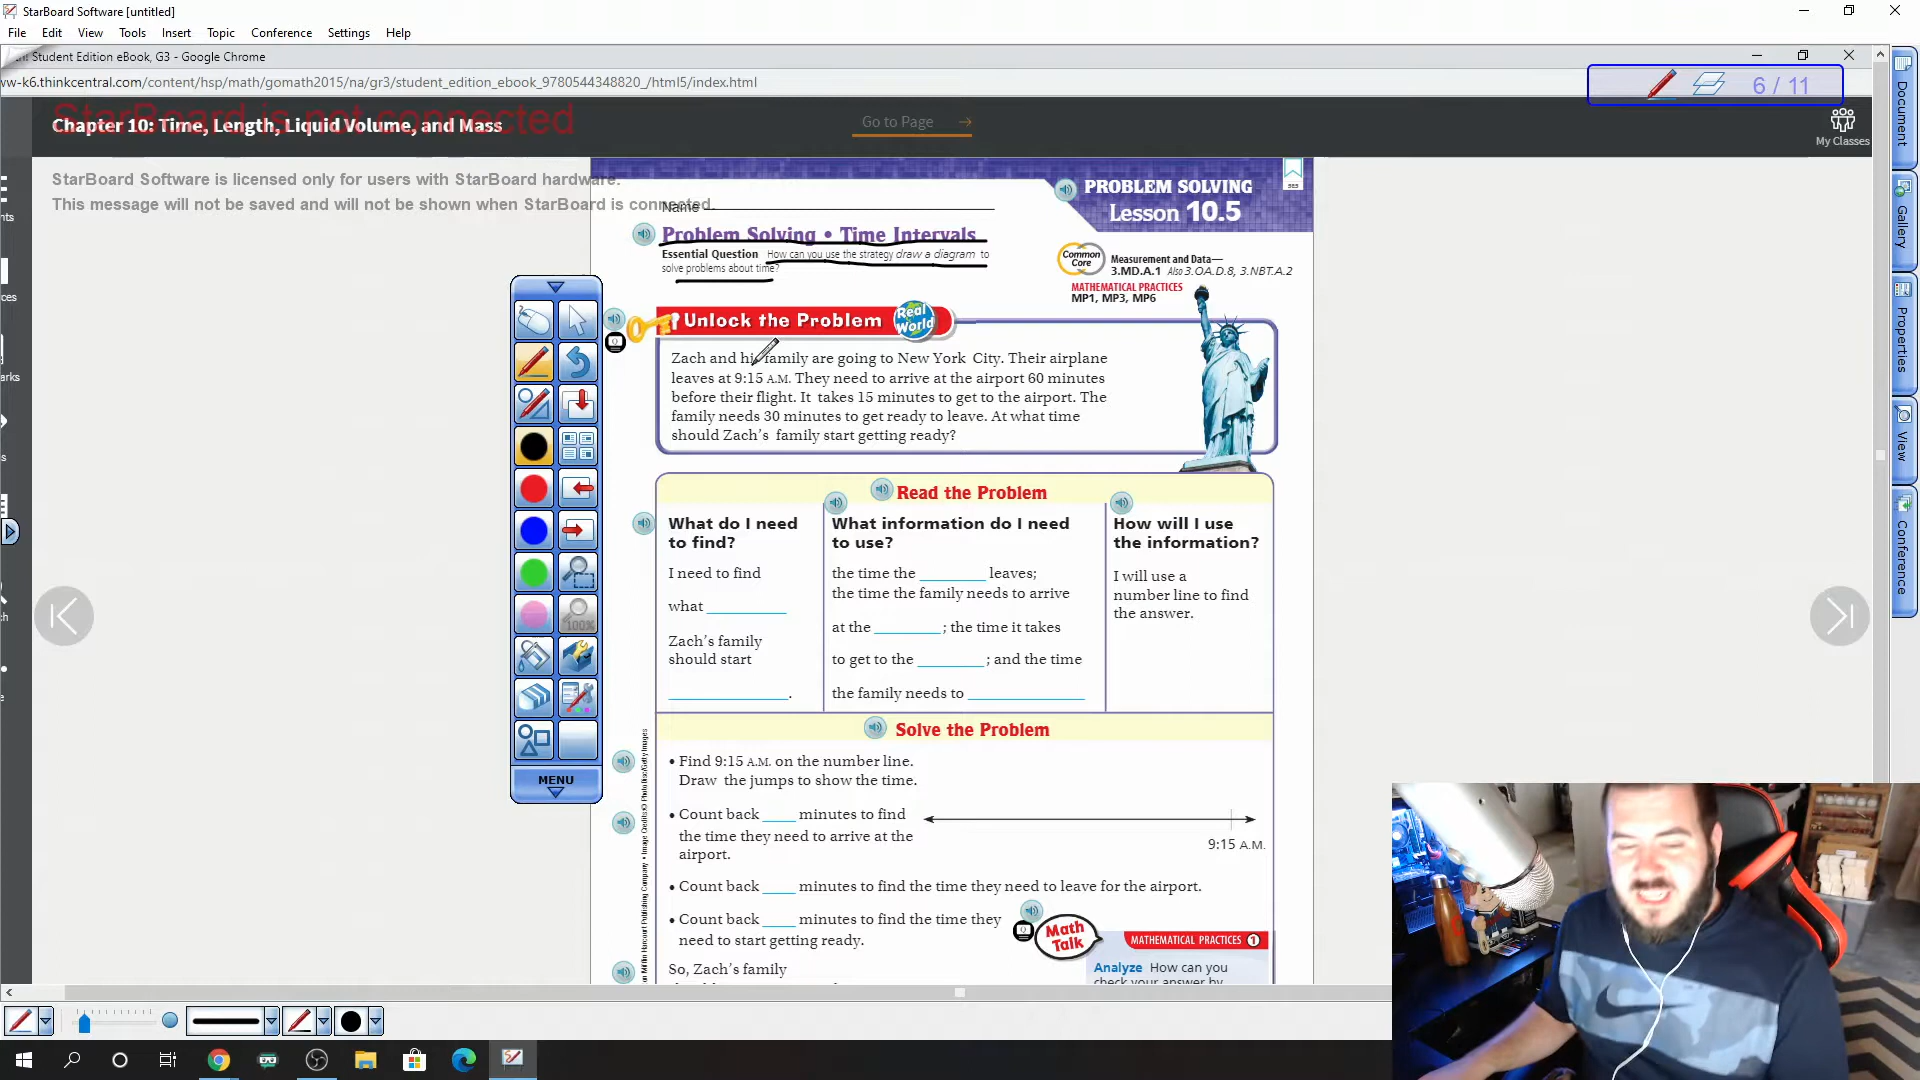 StarBoard Software [untitled]
File Edit View Tools Insert Topic Conference Settings Help
Student Edition eBook, G3 - Google Chrome
ww-k6.thinkcentral.com/content/hsp/math/gomath2015/na/gr3/student_edition_ebook_9780544348820_/html5/index.html
6 / 11
StarBoard is not connected
Chapter 10: Time, Length, Liquid Volume, and Mass
Go to Page
My Classes
StarBoard Software is licensed only for users with StarBoard hardware.
This message will not be saved and will not be shown when StarBoard is connected.
Document
Gallery
Properties
View
Conference
Name
PROBLEM SOLVING
Lesson 10.5
Problem Solving • Time Intervals
Essential Question How can you use the strategy draw a diagram to
solve problems about time?
Common
Core
Measurement and Data—
3.MD.A.1 Also 3.OA.D.8, 3.NBT.A.2
MATHEMATICAL PRACTICES
MP1, MP3, MP6
Unlock the Problem
Real
World
Zach and his family are going to New York City. Their airplane
leaves at 9:15 A.M. They need to arrive at the airport 60 minutes
before their flight. It takes 15 minutes to get to the airport. The
family needs 30 minutes to get ready to leave. At what time
should Zach's family start getting ready?
Read the Problem
What do I need
to find?
I need to find
what
Zach's family
should start
.
What information do I need
to use?
the time the leaves;
the time the family needs to arrive
at the ; the time it takes
to get to the ; and the time
the family needs to
How will I use
the information?
I will use a
number line to find
the answer.
Solve the Problem
• Find 9:15 A.M. on the number line.
Draw the jumps to show the time.
• Count back minutes to find
the time they need to arrive at the
airport.
9:15 A.M.
• Count back minutes to find the time they need to leave for the airport.
• Count back minutes to find the time they
need to start getting ready.
So, Zach's family
Math
Talk
MATHEMATICAL PRACTICES 1
Analyze How can you
check your answer by
100%
MENU